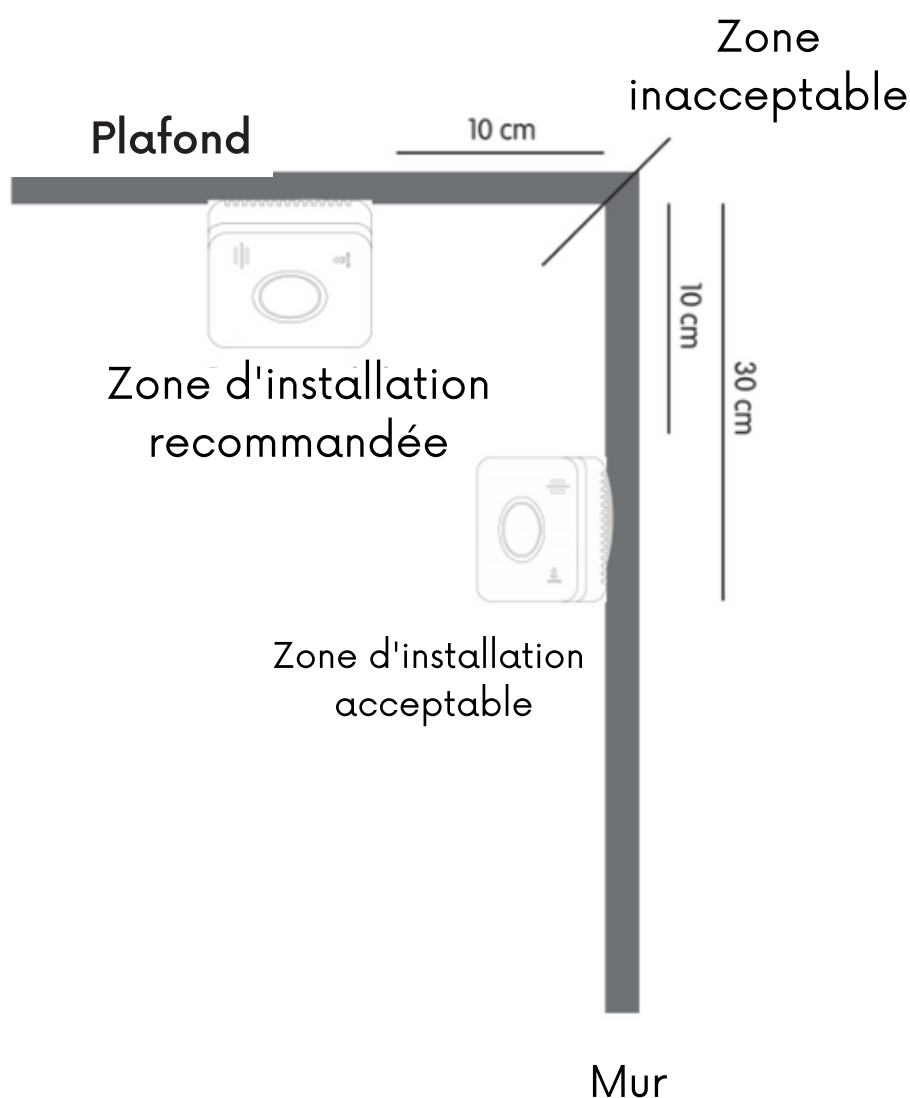 Zone
inacceptable
10 cm
Plafond
10 cm
30 cm
Zone d'installation
recommandée
Zone d'installation
acceptable
Mur